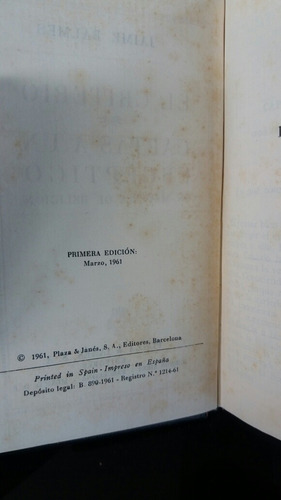 PRIMERA EDICIÓN:
Marzo, 1961
© 1961, Plaza & Janés, S. A., Editores, Barcelona
Printed in Spain - Impreso en España
Depósito legal: B. 890-1961 - Registro N.º 1214-61